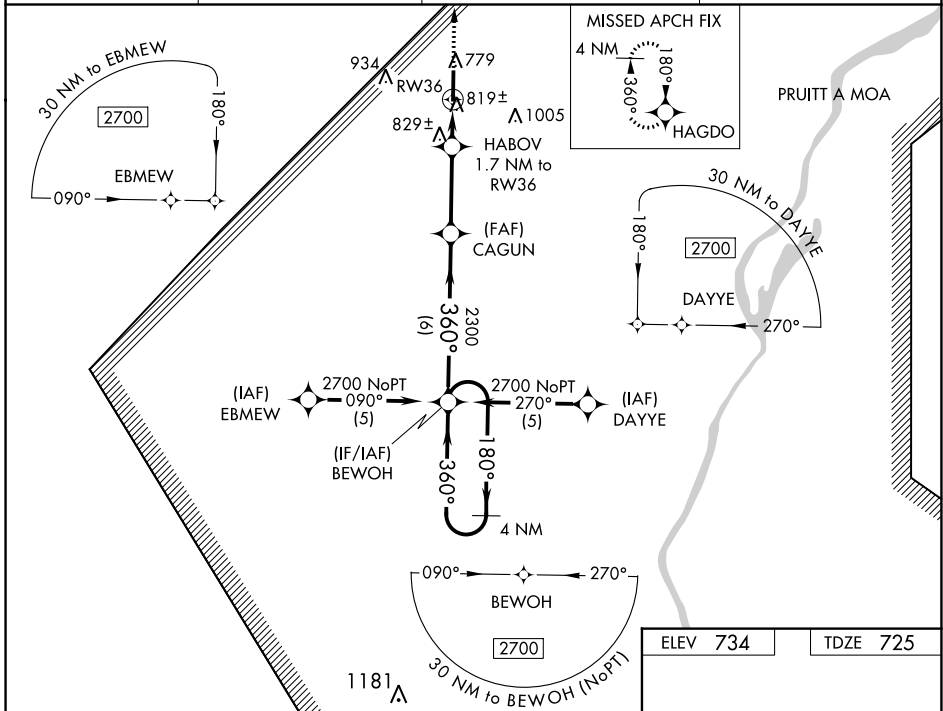 MISSED APCH FIX
4 NM
180°
360°
HAGDO
30 NM to EBMEW
2700
180°
EBMEW
090°
934
RW36
779
819±
1005
829±
HABOV
1.7 NM to
RW36
PRUITT A MOA
(FAF)
CAGUN
30 NM to DAYYE
180°
2700
DAYYE
270°
2300
360°
(6)
(IAF)
EBMEW
2700 NoPT
090°
(5)
2700 NoPT
270°
(5)
(IAF)
DAYYE
(IF/IAF)
BEWOH
360°
180°
4 NM
090°
270°
BEWOH
2700
30 NM to BEWOH (NoPT)
1181
ELEV 734
TDZE 725